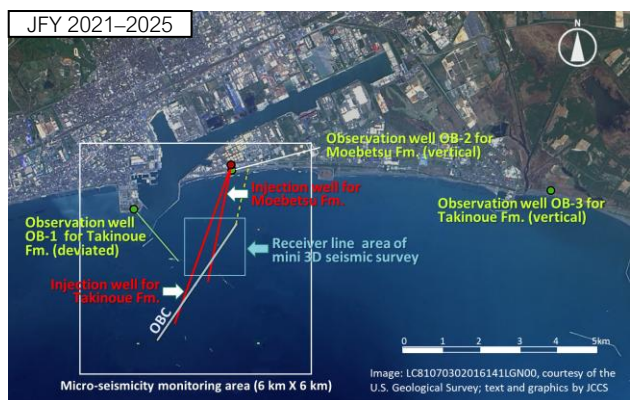 JFY 2021–2025
N
Observation well OB-2 for
Moebetsu Fm. (vertical)
Injection well for
Moebetsu Fm.
Observation well OB-3 for
Takinoue Fm. (vertical)
Observation well
OB-1 for Takinoue
Fm. (deviated)
Receiver line area of
mini 3D seismic survey
Injection well for
Takinoue Fm.
OBC
0 1 2 3 4 5km
Image: LC81070302016141LGN00, courtesy of the
U.S. Geological Survey; text and graphics by JCCS
Micro-seismicity monitoring area (6 km X 6 km)